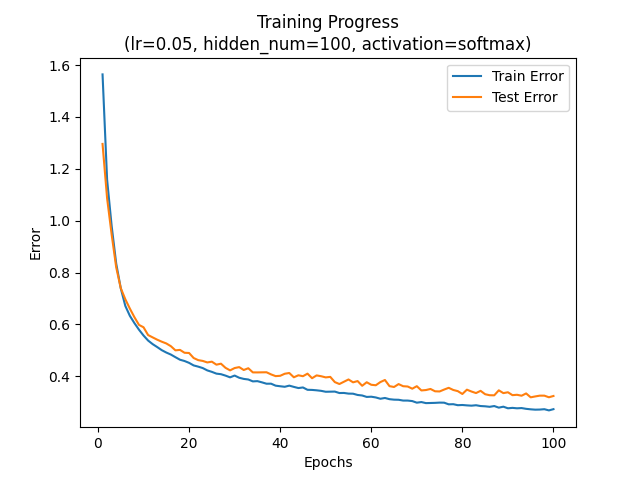 Training Progress
(lr=0.05, hidden_num=100, activation=softmax)
Train Error
Test Error
1.6
1.4
1.2
1.0
0.8
0.6
0.4
Error
0
20
40
60
80
100
Epochs